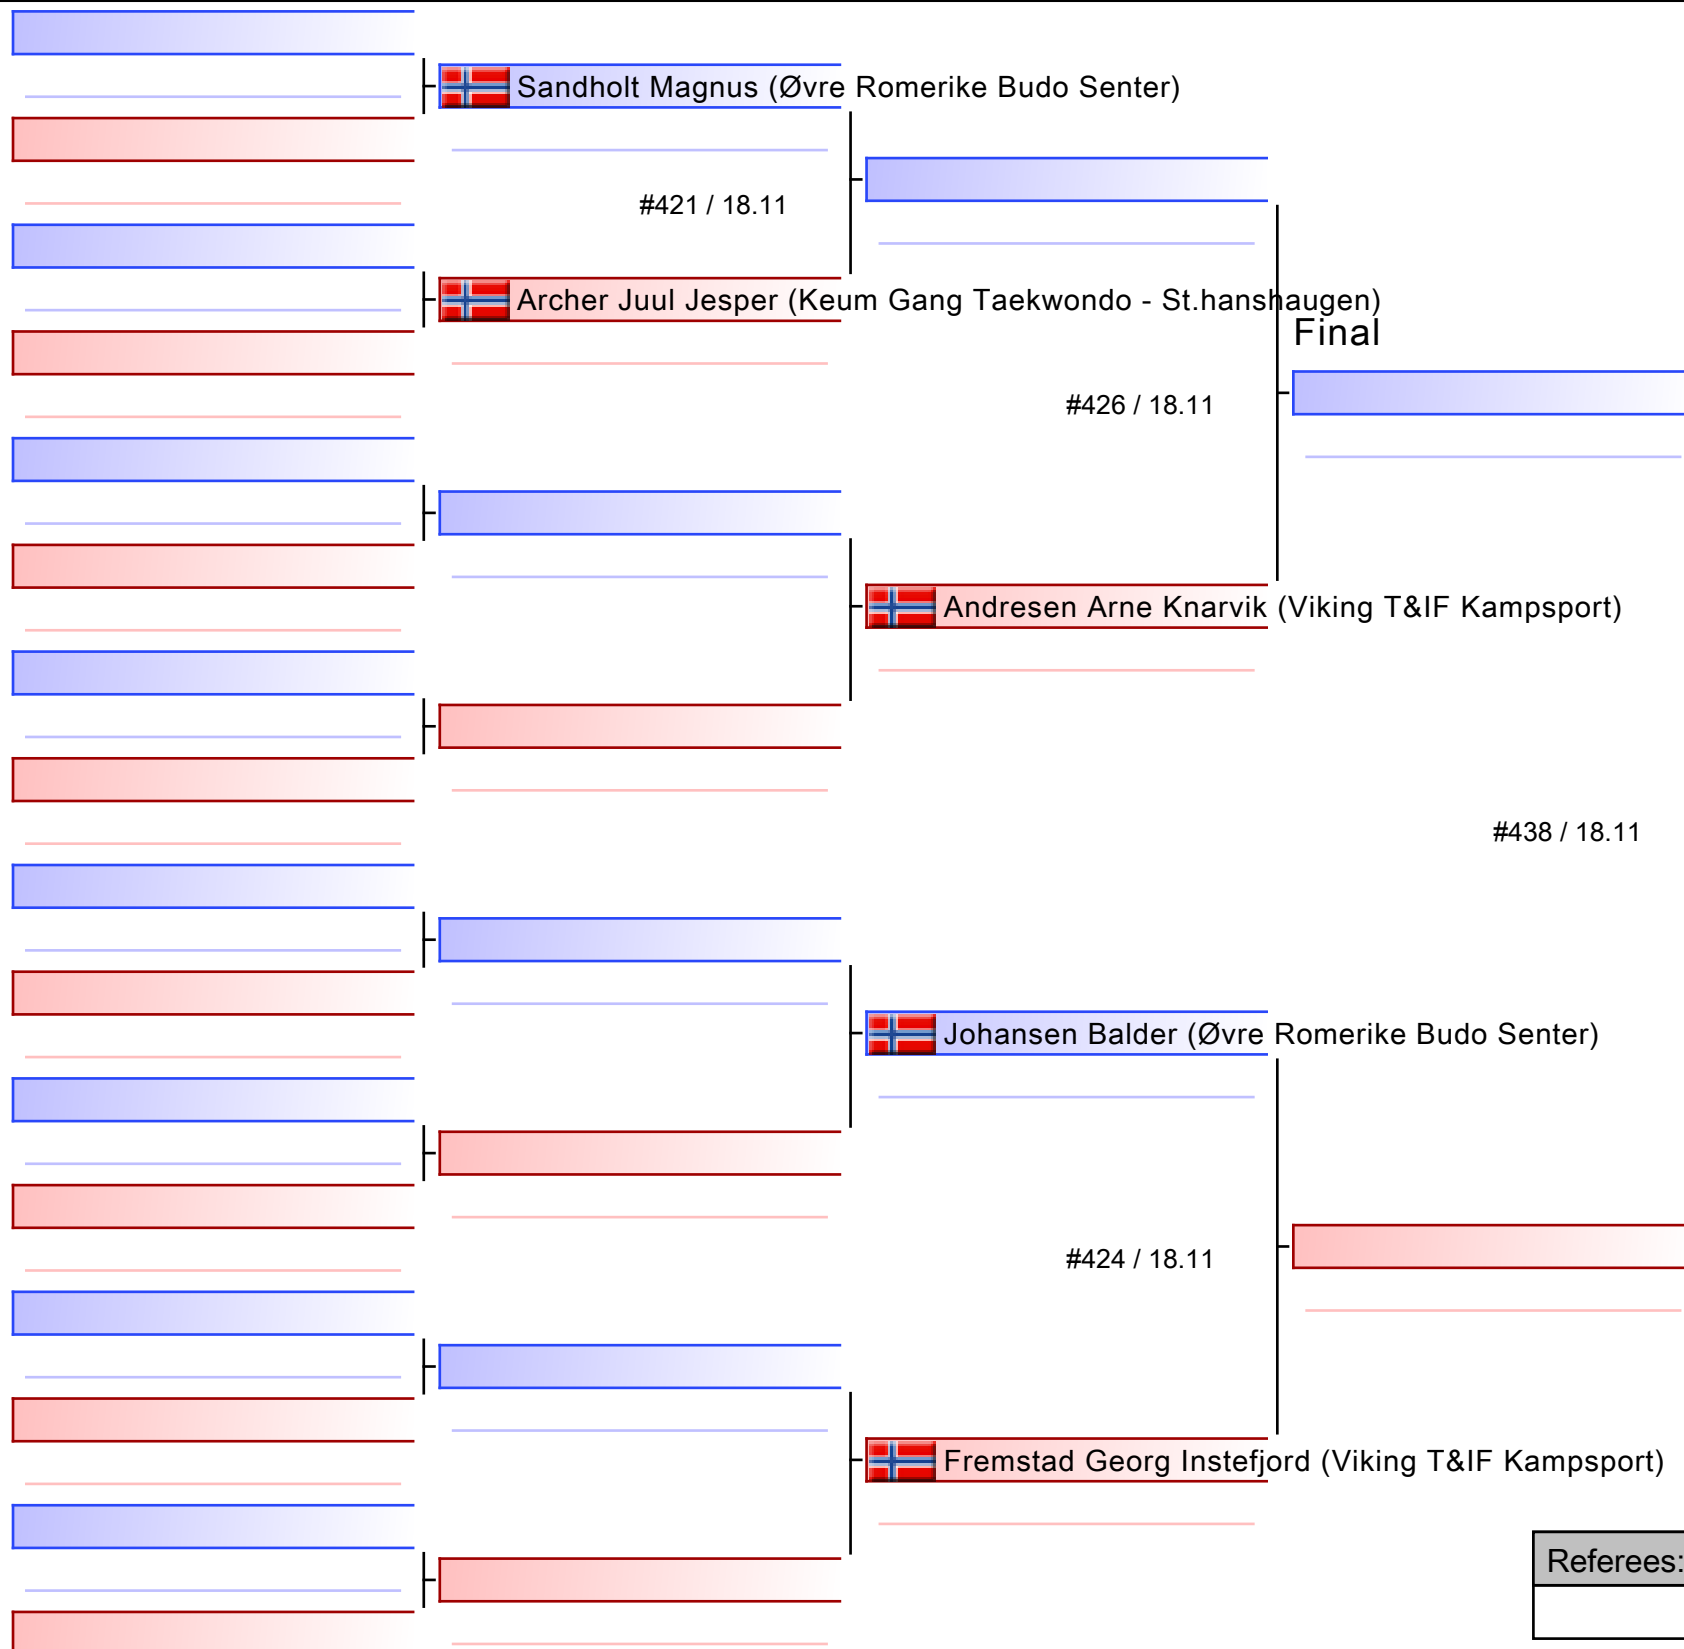 Sandholt Magnus (Øvre Romerike Budo Senter)
#421 / 18.11
Archer Juul Jesper (Keum Gang Taekwondo - St.hanshaugen)
Final
#426 / 18.11
Andresen Arne Knarvik (Viking T&IF Kampsport)
#438 / 18.11
Johansen Balder (Øvre Romerike Budo Senter)
#424 / 18.11
Fremstad Georg Instefjord (Viking T&IF Kampsport)
Referees: